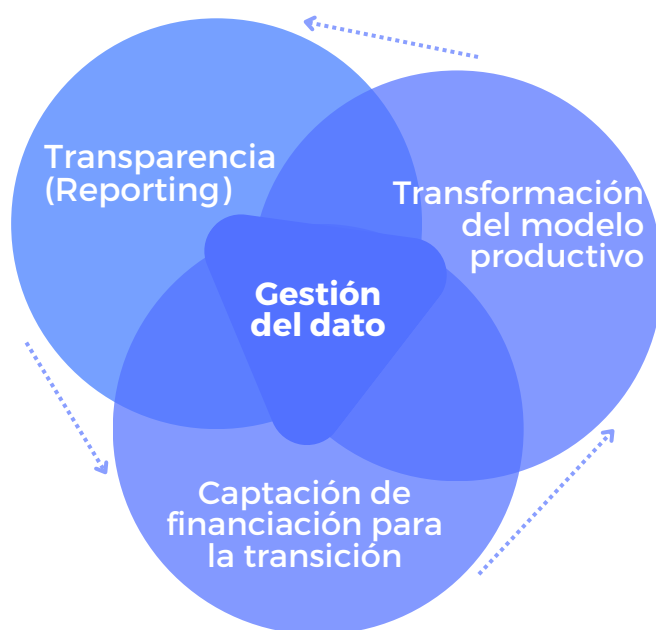 Transparencia
(Reporting)
Transformación
del modelo
productivo
Gestión
del dato
Captación de
financiación para
la transición